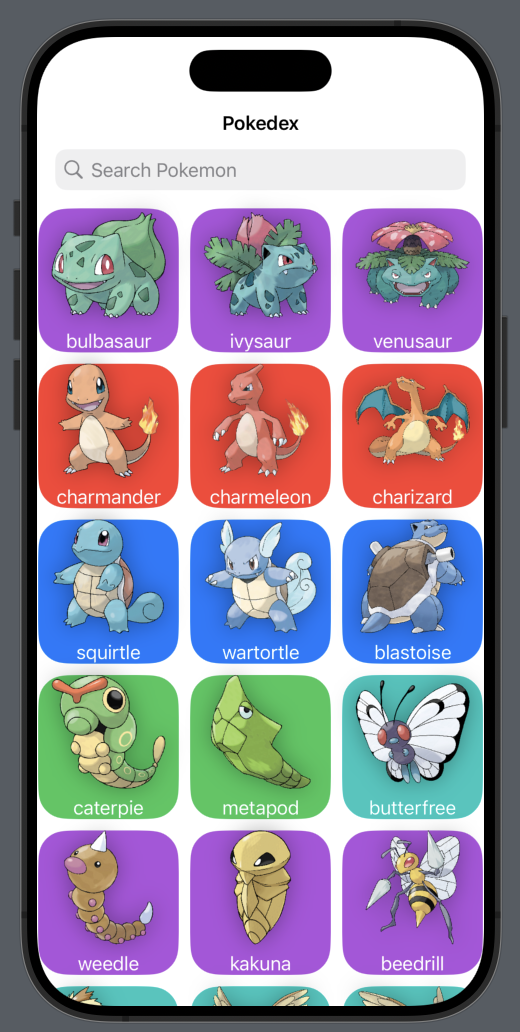 Pokedex
Search Pokemon
bulbasaur
ivysaur
venusaur
charmander
charmeleon
charizard
squirtle
wartortle
blastoise
caterpie
metapod
butterfree
weedle
kakuna
beedrill